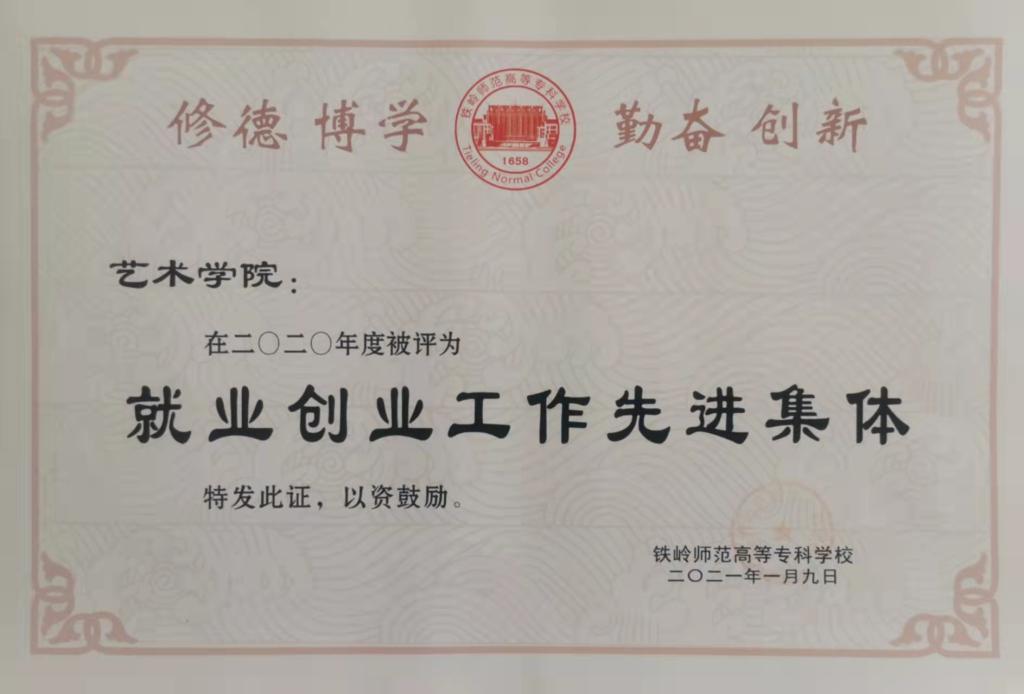 修德 博学
铁岭师范高等专科学校
1658
Tieling Normal College
勤奋 创新
艺术学院：
在二〇二〇年度被评为
就业创业工作先进集体
特发此证，以资鼓励。
铁岭师范高等专科学校
二〇二一年一月九日